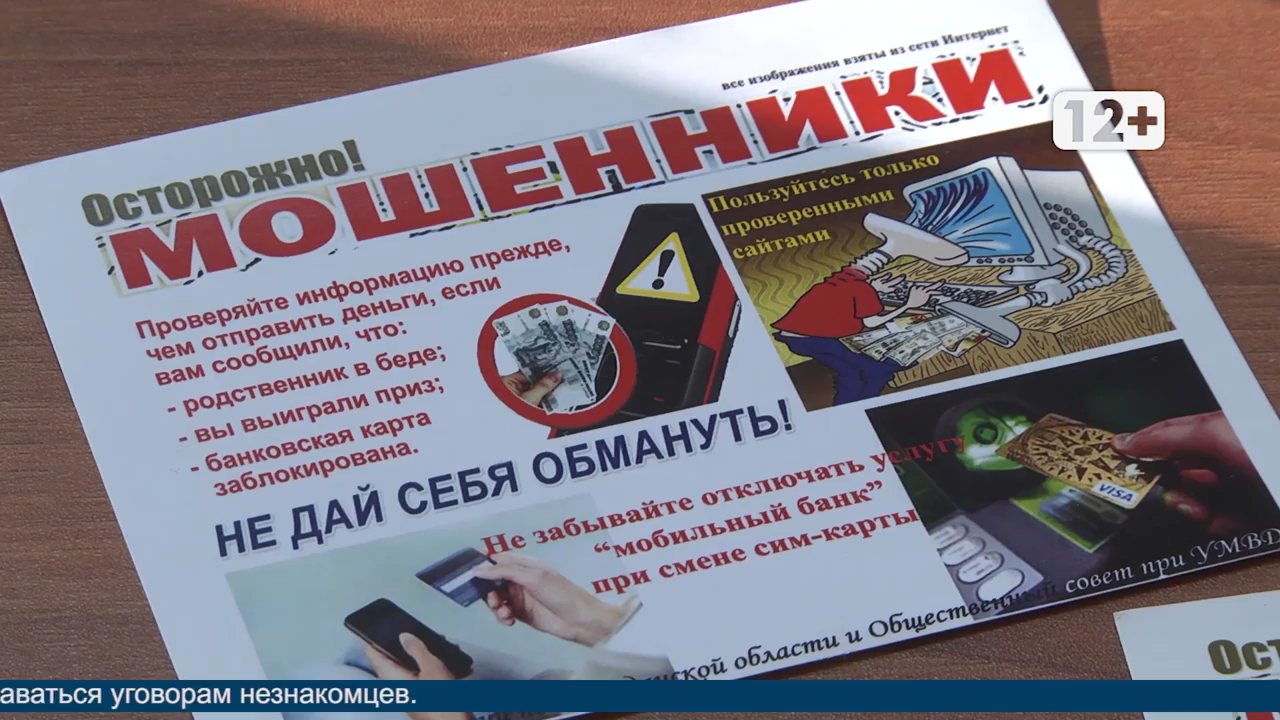 все изображения взяты из сети Интернет
Осторожно!
МОШЕННИКИ
12+
Проверяйте информацию прежде,
чем отправить деньги, если
вам сообщили, что:
- родственник в беде;
- вы выиграли приз;
- банковская карта
заблокирована.
Пользуйтесь только
проверенными
сайтами
НЕ ДАЙ СЕБЯ ОБМАНУТЬ!
Не забывайте отключать услугу
“мобильный банк”
при смене сим-карты
VISA
области и Общественный совет при УМВД
Ост
аваться уговорам незнакомцев.